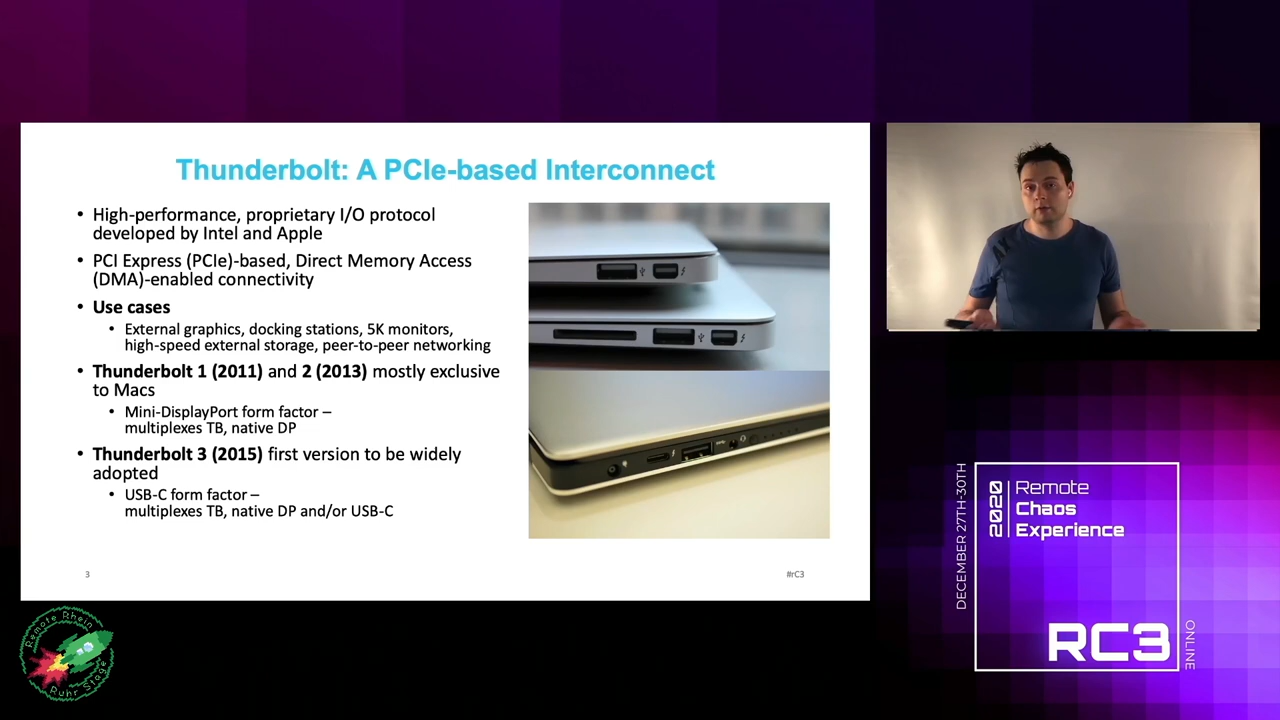 Thunderbolt: A PCIe-based Interconnect
• High-performance, proprietary I/O protocol
developed by Intel and Apple
• PCI Express (PCIe)-based, Direct Memory Access
(DMA)-enabled connectivity
• Use cases
• External graphics, docking stations, 5K monitors,
high-speed external storage, peer-to-peer networking
• Thunderbolt 1 (2011) and 2 (2013) mostly exclusive
to Macs
• Mini-DisplayPort form factor –
multiplexes TB, native DP
• Thunderbolt 3 (2015) first version to be widely
adopted
• USB-C form factor –
multiplexes TB, native DP and/or USB-C
3
#rC3
Remote Rhein
Ruhr Stage
DECEMBER 27TH-30TH
2020
Remote
Chaos
Experience
RC3
ONLINE